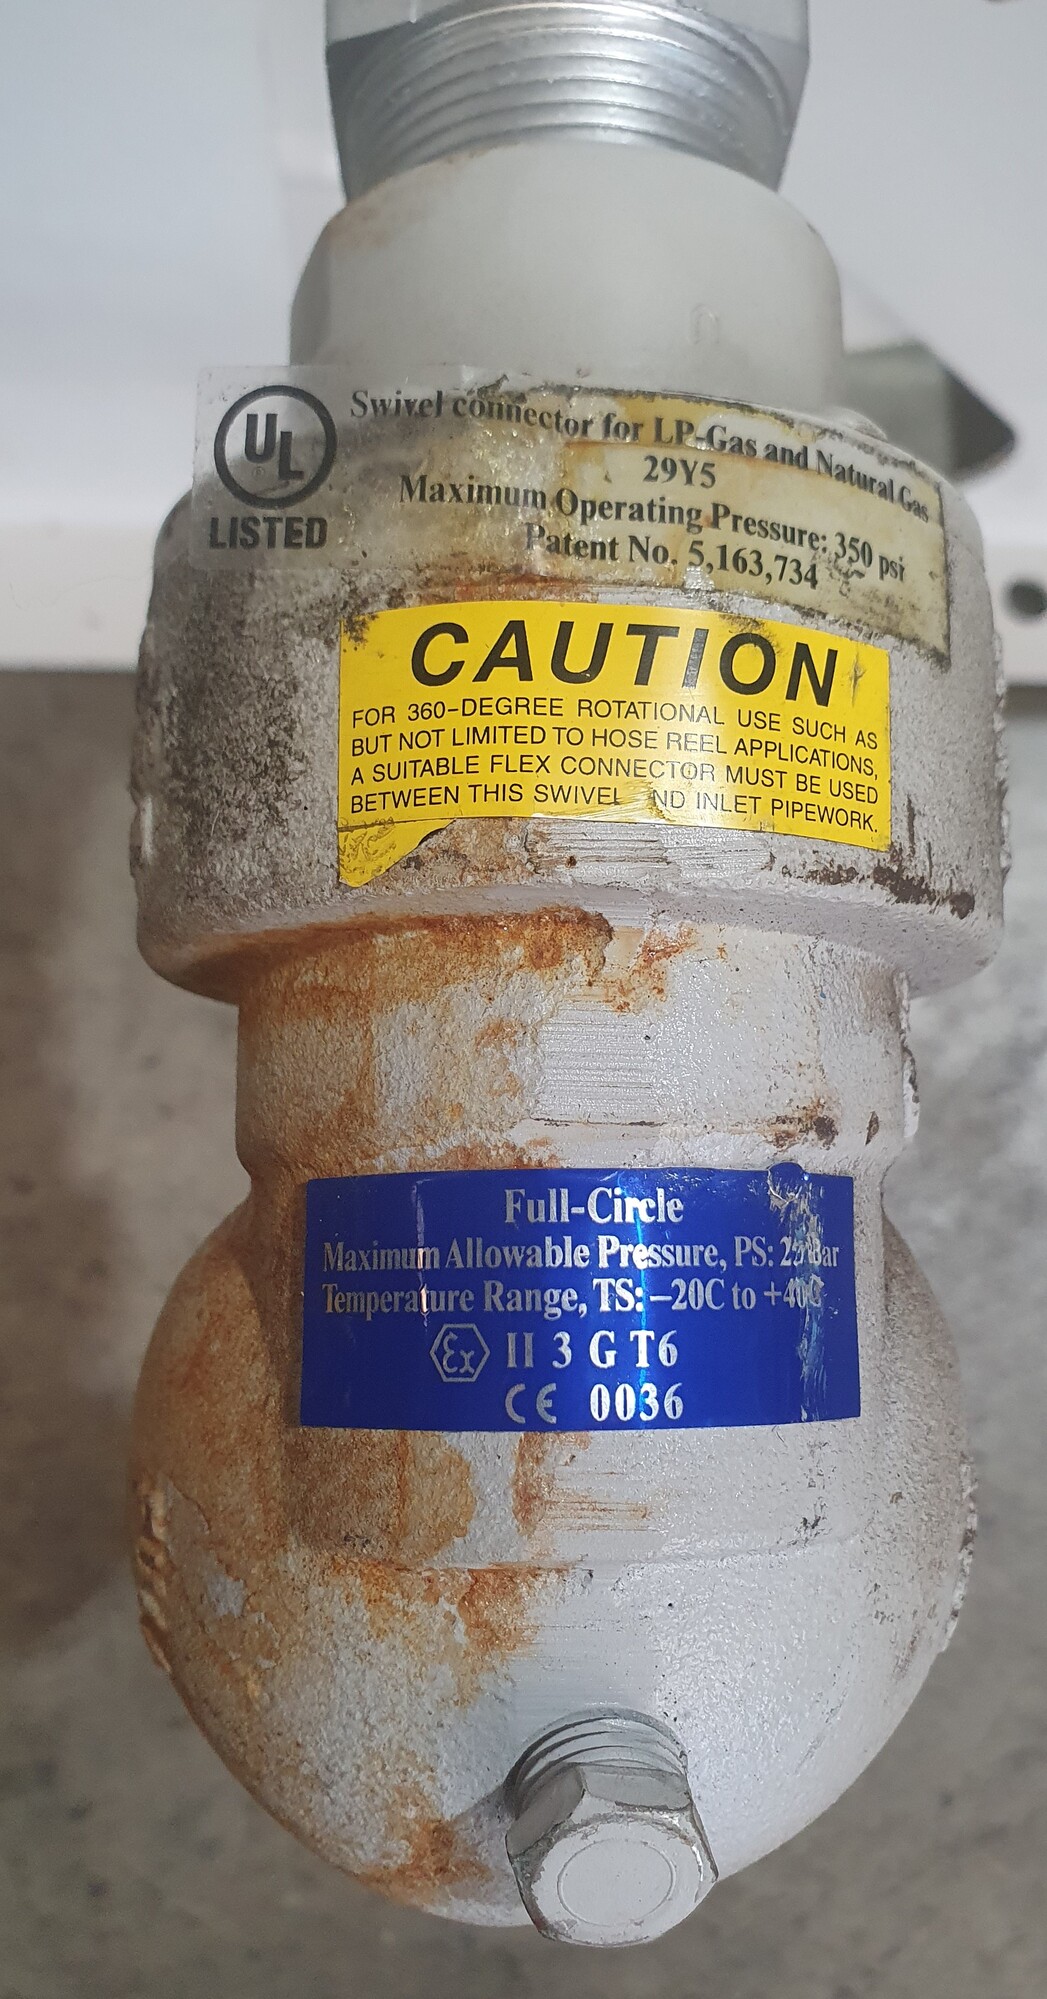 UL
LISTED
Swivel connector for LP-Gas and Natural Gas
29Y5
Maximum Operating Pressure: 350 psi
Patent No. 5,163,734
CAUTION
FOR 360-DEGREE ROTATIONAL USE SUCH AS
BUT NOT LIMITED TO HOSE REEL APPLICATIONS,
A SUITABLE FLEX CONNECTOR MUST BE USED
BETWEEN THIS SWIVEL ND INLET PIPEWORK.
Full-Circle
Maximum Allowable Pressure, PS: Bar
Temperature Range, TS: –20C to +40C
Ex II 3 G T6
CE 0036